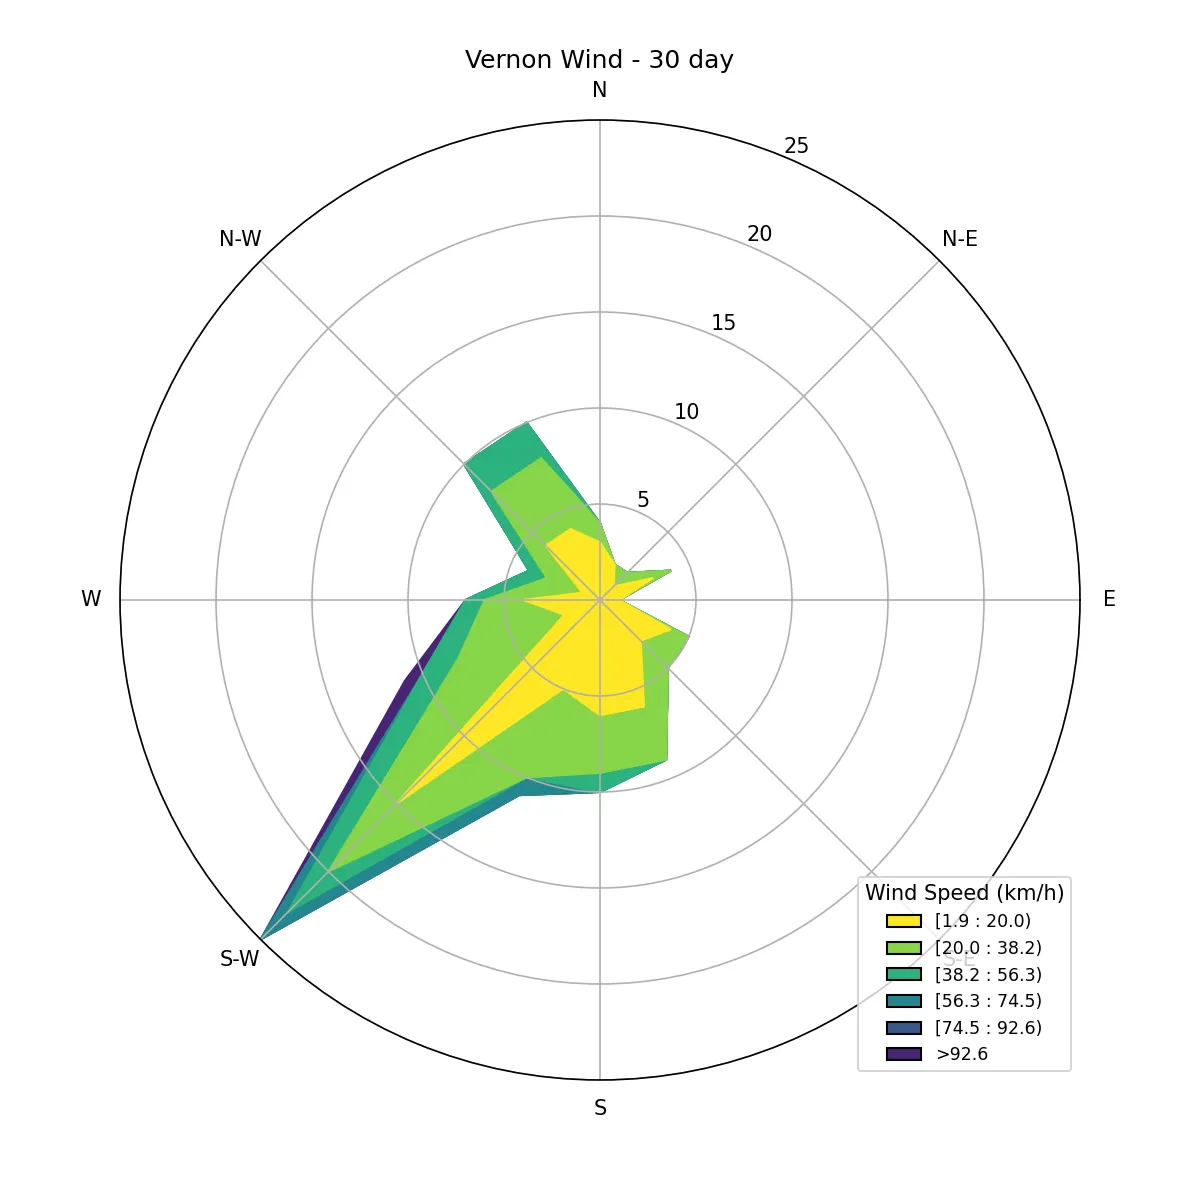 Vernon Wind - 30 day
N
25
N-W
N-E
20
15
10
5
W
E
S-W
S-E
S
Wind Speed (km/h)
[1.9 : 20.0)
[20.0 : 38.2)
[38.2 : 56.3)
[56.3 : 74.5)
[74.5 : 92.6)
>92.6